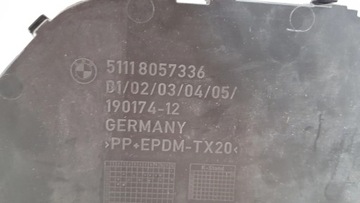 51118057336
D1/02/03/04/05/
190174-12
GERMANY
>PP+EPDM-TX20<